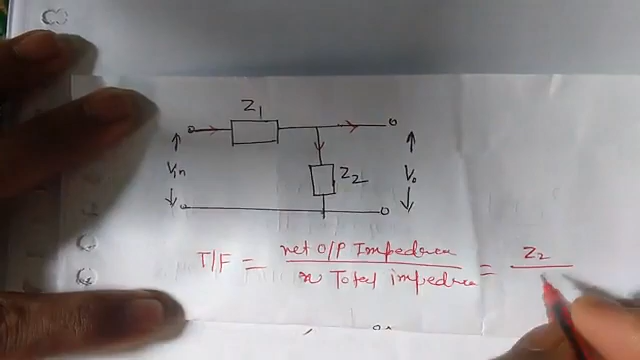 Z1
Vin
Z2
Vo
T/F = net O/P Impedance / Total impedance = Z2